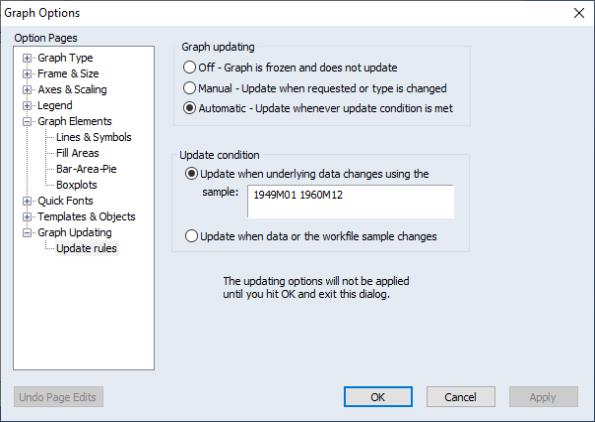 Graph Options
Option Pages
Graph Type
Frame & Size
Axes & Scaling
Legend
Graph Elements
Lines & Symbols
Fill Areas
Bar-Area-Pie
Boxplots
Quick Fonts
Templates & Objects
Graph Updating
Update rules
Graph updating
Off - Graph is frozen and does not update
Manual - Update when requested or type is changed
Automatic - Update whenever update condition is met
Update condition
Update when underlying data changes using the
sample: 1949M01 1960M12
Update when data or the workfile sample changes
The updating options will not be applied
until you hit OK and exit this dialog.
Undo Page Edits
OK
Cancel
Apply